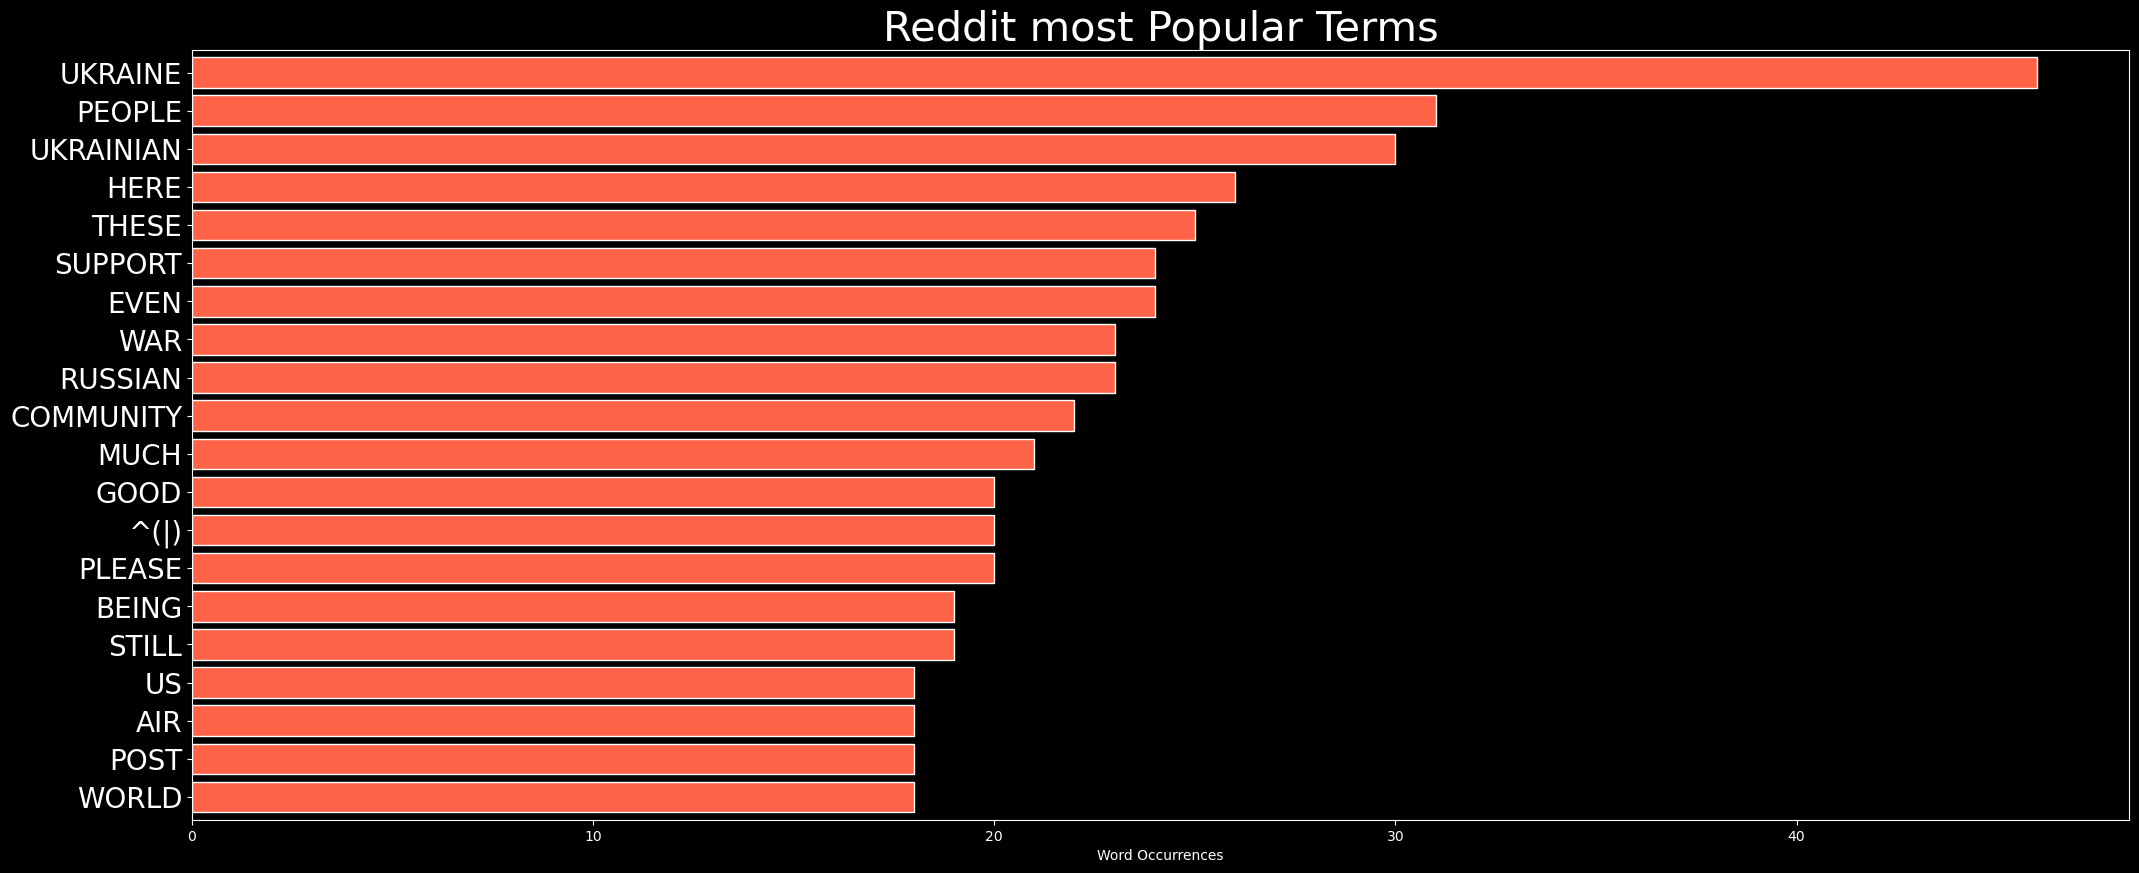 Reddit most Popular Terms
UKRAINE
PEOPLE
UKRAINIAN
HERE
THESE
SUPPORT
EVEN
WAR
RUSSIAN
COMMUNITY
MUCH
GOOD
^(|)
PLEASE
BEING
STILL
US
AIR
POST
WORLD
0 10 20 30 40
Word Occurrences